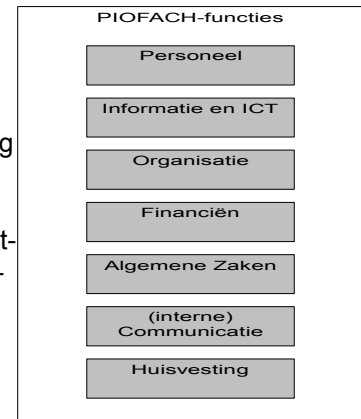 PIOFACH-functies
Personeel
Informatie en ICT
g
Organisatie
Financiën
t-
Algemene Zaken
-
(interne)
Communicatie
Huisvesting